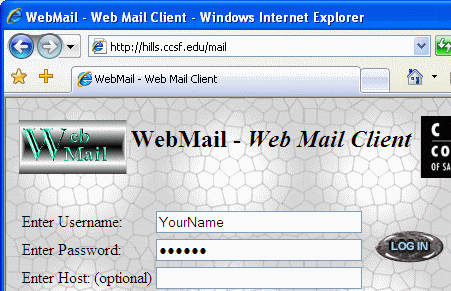 WebMail - Web Mail Client - Windows Internet Explorer
http://hills.ccsf.edu/mail
WebMail - Web Mail Client
Web Mail
WebMail - Web Mail Client
C
CO
OF SA
Enter Username: YourName
Enter Password: ●●●●●●
LOG IN
Enter Host: (optional)